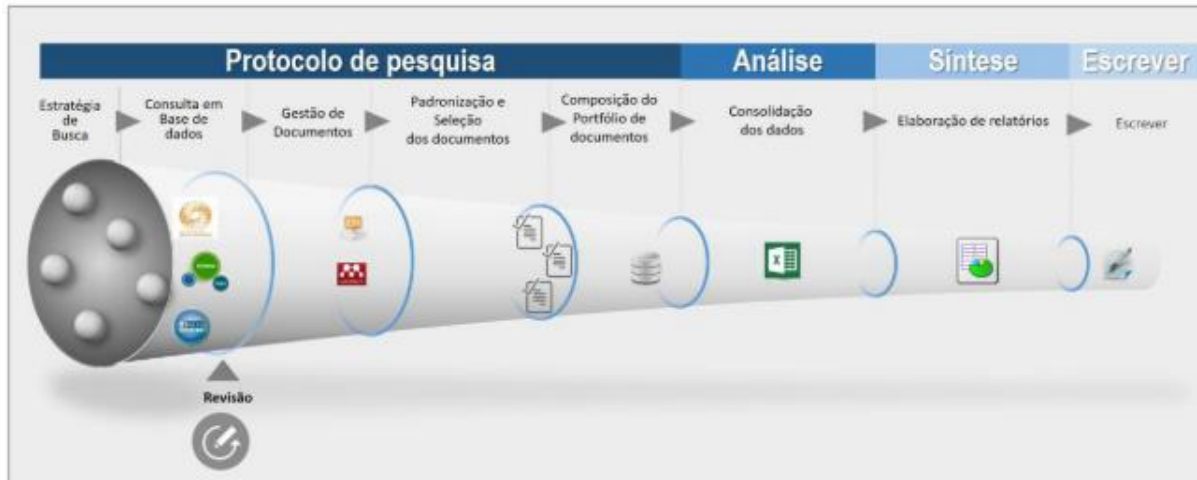 Protocolo de pesquisa
Análise
Síntese
Escrever
Estratégia
de
Busca
Consulta em
Base de
dados
Gestão de
Documentos
Padronização e
Seleção
dos documentos
Composição do
Portfólio de
documentos
Consolidação
dos dados
Elaboração de relatórios
Escrever
Revisão